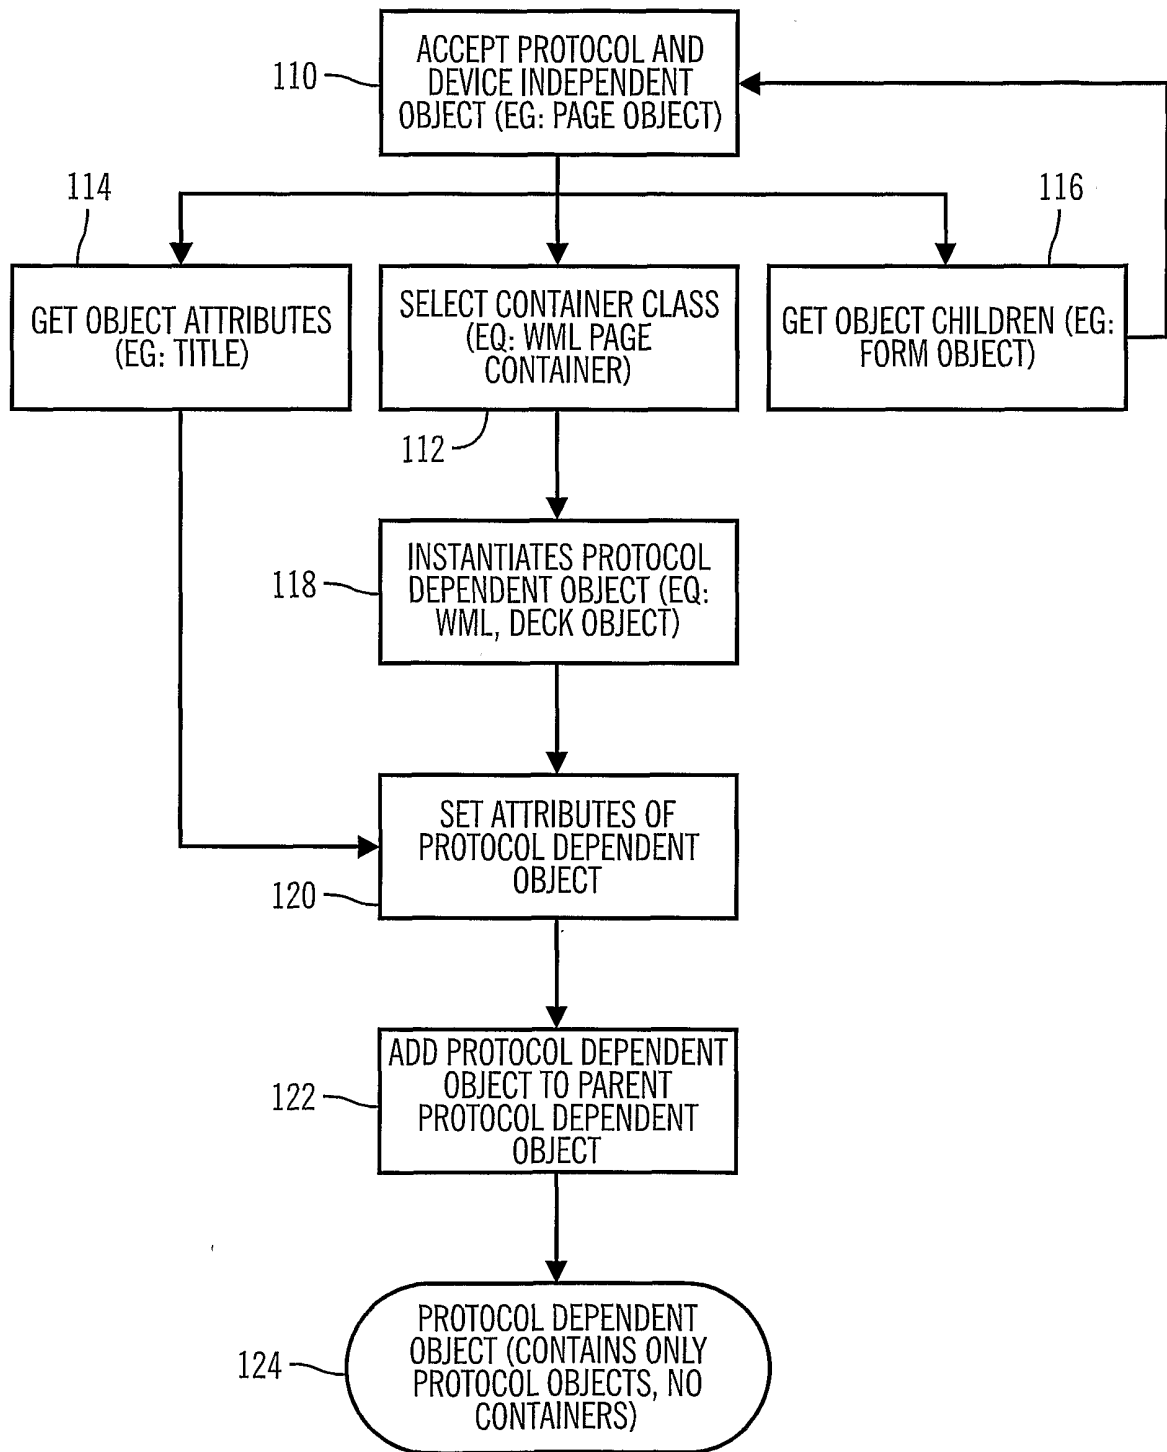 ACCEPT PROTOCOL AND
DEVICE INDEPENDENT
OBJECT (EG: PAGE OBJECT)
110
114
116
GET OBJECT ATTRIBUTES
(EG: TITLE)
SELECT CONTAINER CLASS
(EQ: WML PAGE
CONTAINER)
GET OBJECT CHILDREN (EG:
FORM OBJECT)
112
INSTANTIATES PROTOCOL
DEPENDENT OBJECT (EQ:
WML, DECK OBJECT)
118
SET ATTRIBUTES OF
PROTOCOL DEPENDENT
OBJECT
120
ADD PROTOCOL DEPENDENT
OBJECT TO PARENT
PROTOCOL DEPENDENT
OBJECT
122
PROTOCOL DEPENDENT
OBJECT (CONTAINS ONLY
PROTOCOL OBJECTS, NO
CONTAINERS)
124